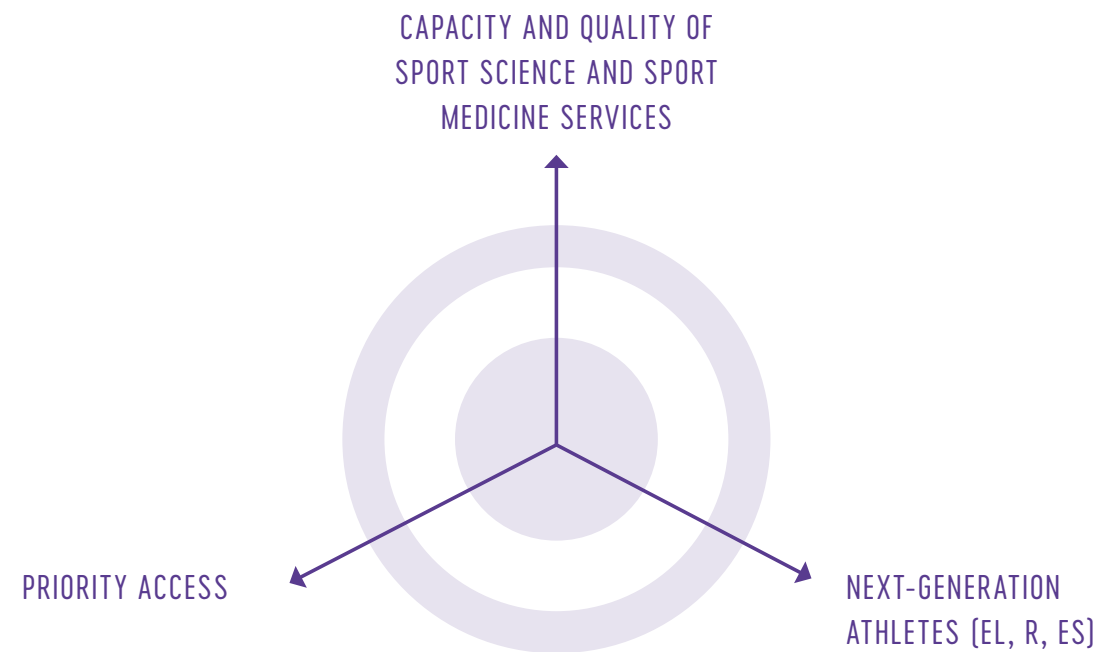 CAPACITY AND QUALITY OF
SPORT SCIENCE AND SPORT
MEDICINE SERVICES
PRIORITY ACCESS
NEXT-GENERATION
ATHLETES (EL, R, ES)